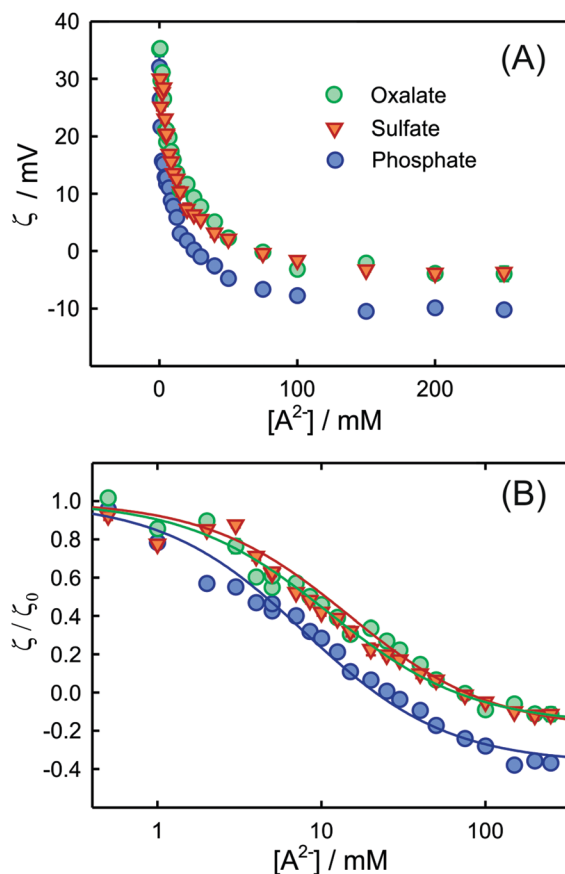 (A)
40
30
20
10
0
-10
ζ / mV
Oxalate
Sulfate
Phosphate
0 100 200
[A²⁻] / mM
(B)
1.0
0.8
0.6
0.4
0.2
0.0
-0.2
-0.4
ζ / ζ₀
1 10 100
[A²⁻] / mM